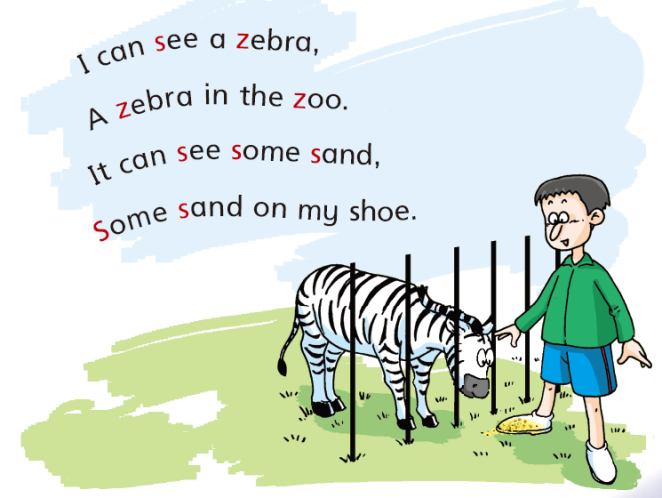 I can see a zebra,
A zebra in the zoo.
It can see some sand,
Some sand on my shoe.